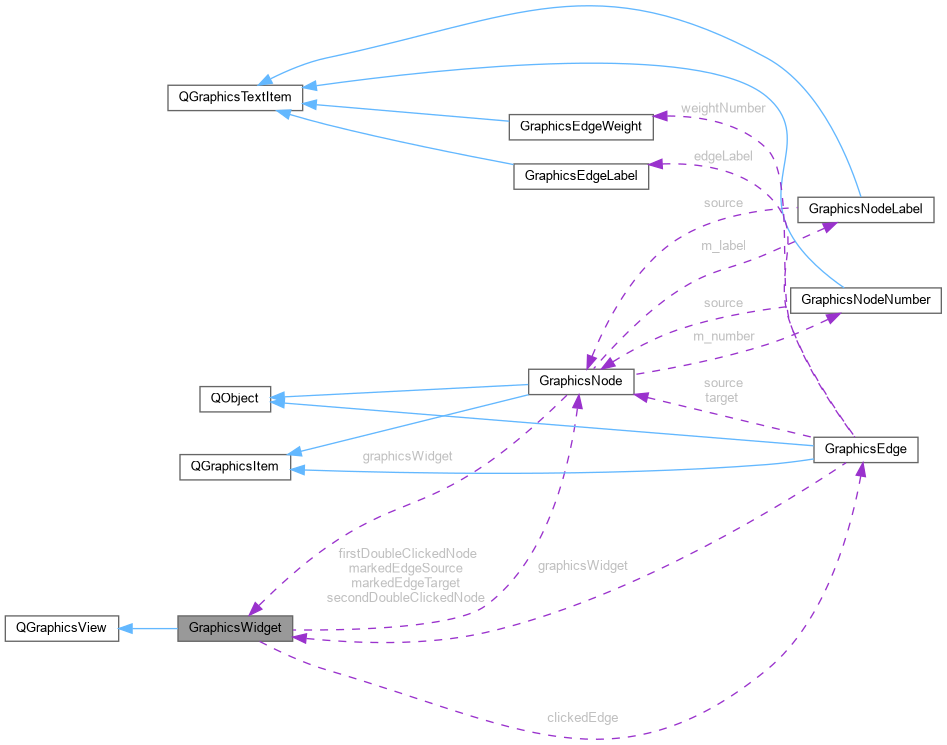 QGraphicsTextItem
weightNumber
GraphicsEdgeWeight
edgeLabel
GraphicsEdgeLabel
source
GraphicsNodeLabel
m_label
source
GraphicsNodeNumber
m_number
GraphicsNode
source
target
QObject
GraphicsEdge
graphicsWidget
QGraphicsItem
firstDoubleClickedNode
markedEdgeSource
markedEdgeTarget
secondDoubleClickedNode
graphicsWidget
QGraphicsView
GraphicsWidget
clickedEdge